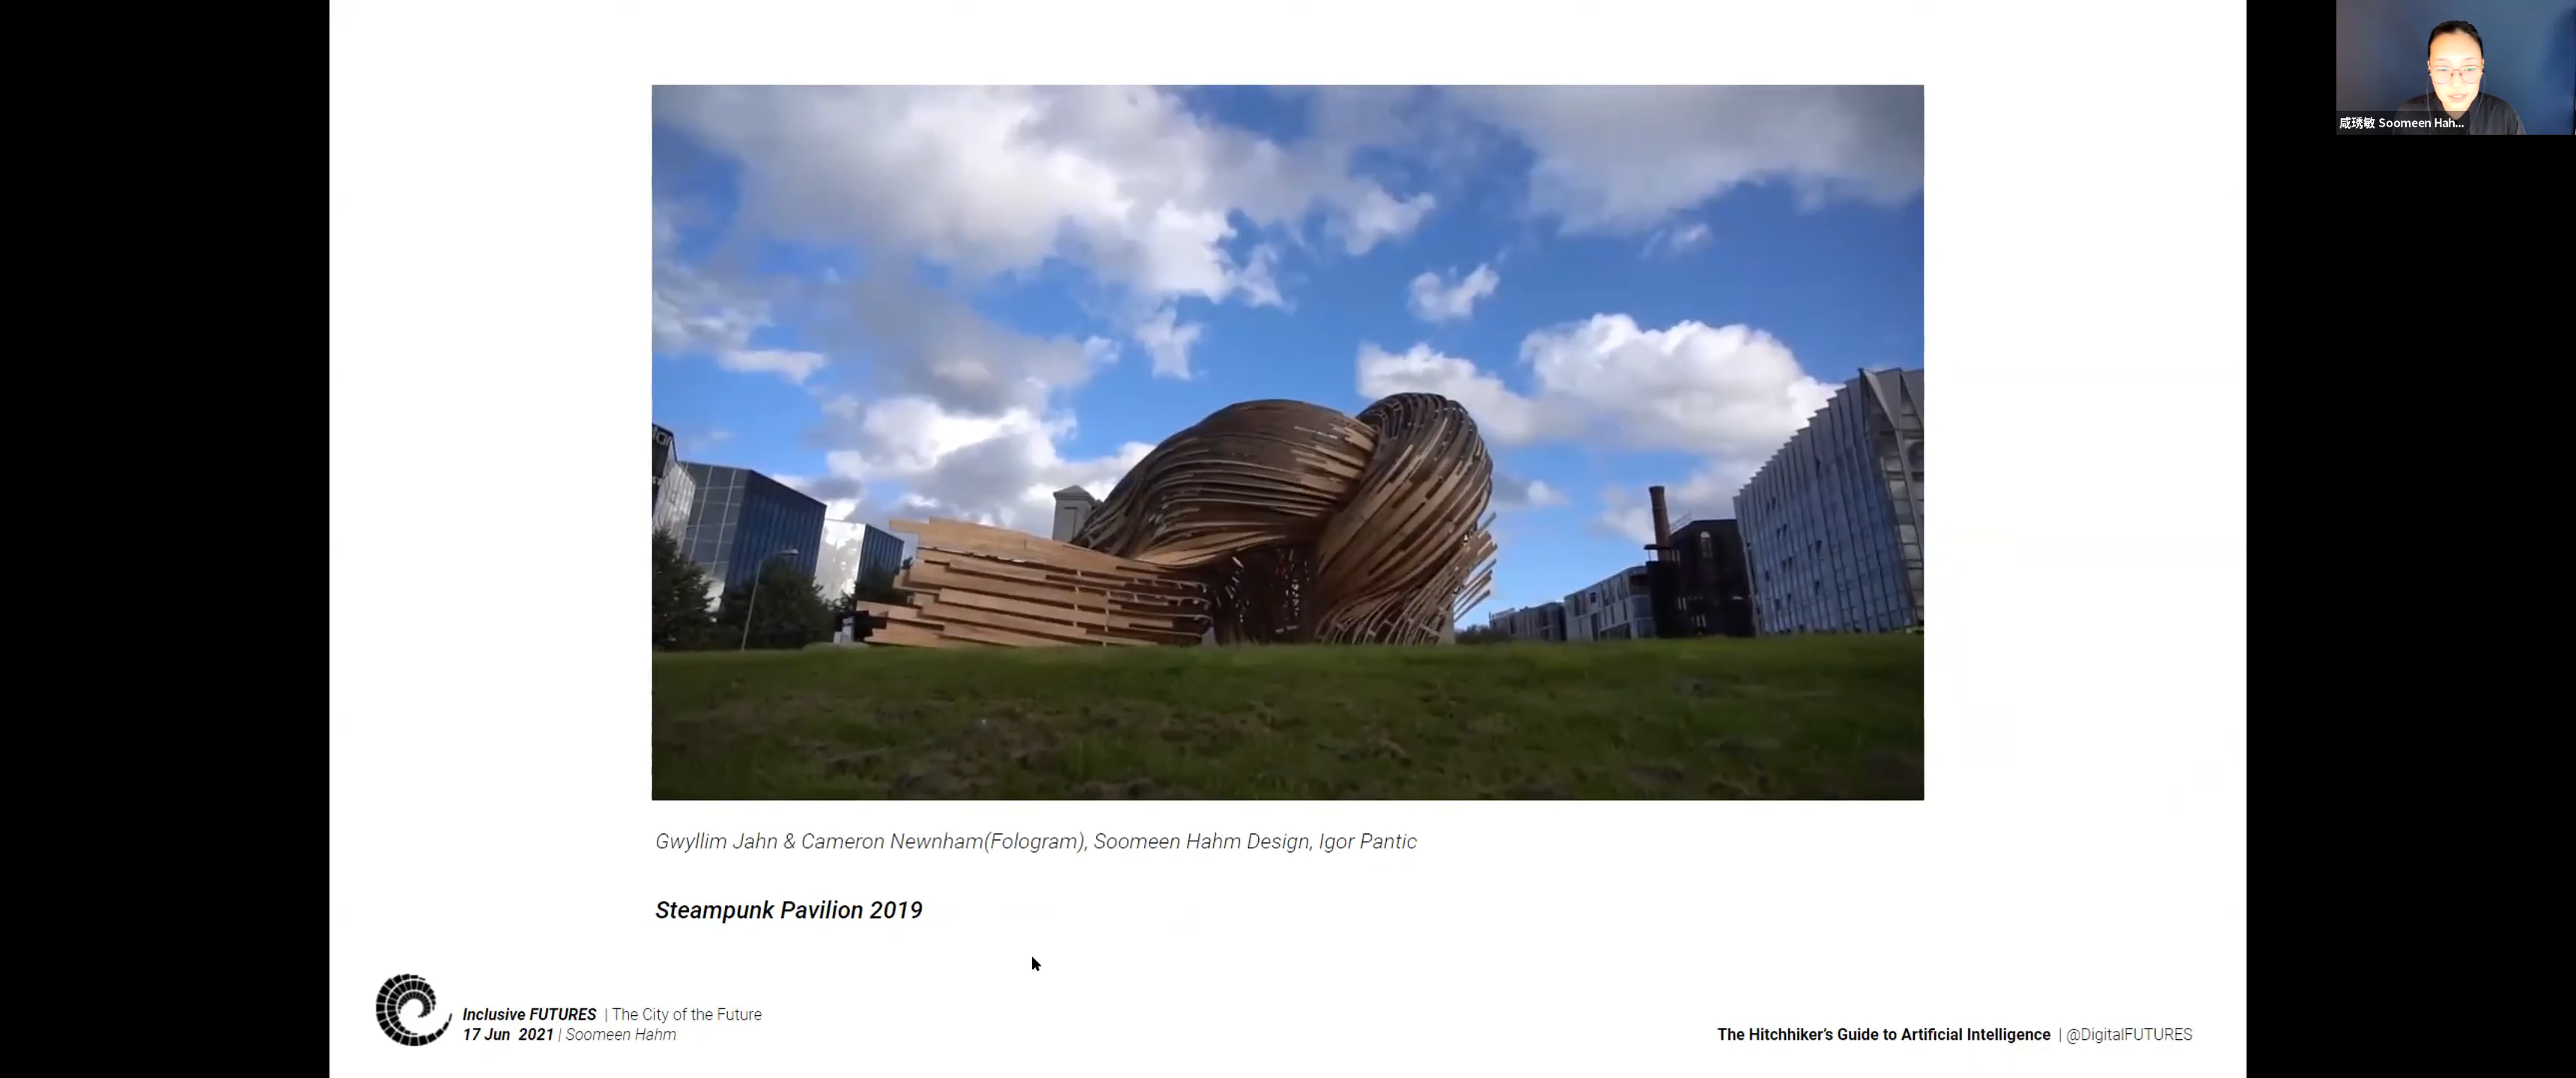 咸琇敏 Soomeen Hah...
Gwyllim Jahn & Cameron Newnham(Fologram), Soomeen Hahm Design, Igor Pantic
Steampunk Pavilion 2019
Inclusive FUTURES | The City of the Future
17 Jun 2021 | Soomeen Hahm
The Hitchhiker's Guide to Artificial Intelligence | @DigitalFUTURES